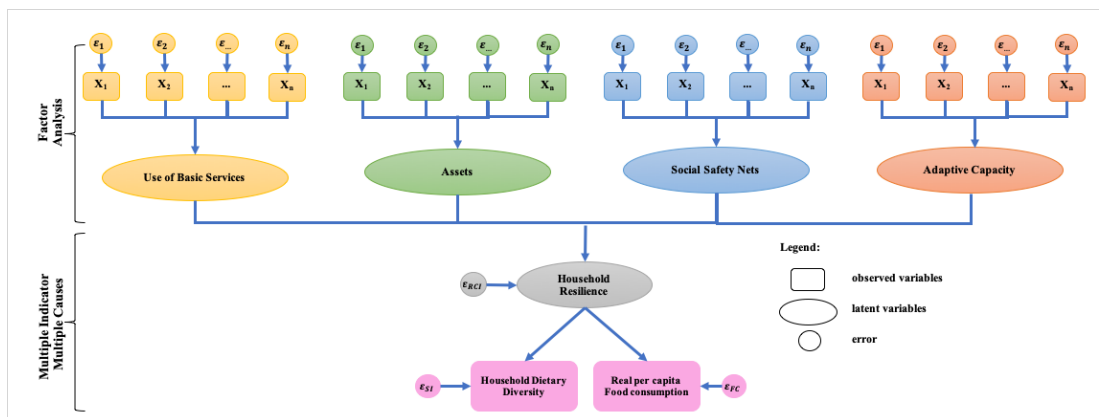 ε1 ε2 ε... εn ε1 ε2 ε... εn ε1 ε2 ε... εn ε1 ε2 ε... εn
X1 X2 ... Xn X1 X2 ... Xn X1 X2 ... Xn X1 X2 ... Xn
Factor
Analysis
Use of Basic Services
Assets
Social Safety Nets
Adaptive Capacity
Multiple Indicator
Multiple Causes
εRCI
Household
Resilience
Legend:
observed variables
latent variables
error
εSI
Household Dietary
Diversity
Real per capita
Food consumption
εFC